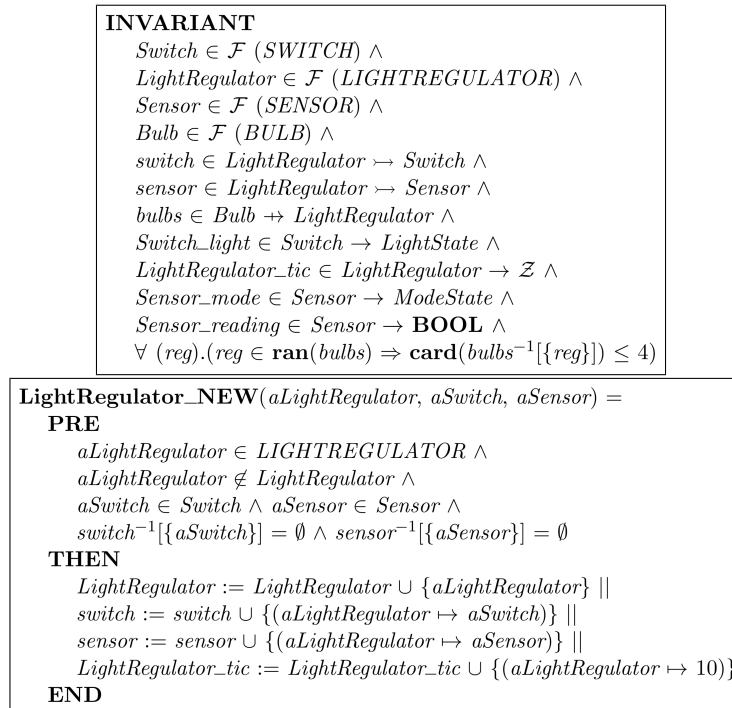 INVARIANT
Switch ∈ ℱ (SWITCH) ∧
LightRegulator ∈ ℱ (LIGHTREGULATOR) ∧
Sensor ∈ ℱ (SENSOR) ∧
Bulb ∈ ℱ (BULB) ∧
switch ∈ LightRegulator ↣ Switch ∧
sensor ∈ LightRegulator ↣ Sensor ∧
bulbs ∈ Bulb ⇸ LightRegulator ∧
Switch_light ∈ Switch → LightState ∧
LightRegulator_tic ∈ LightRegulator → 𝒵 ∧
Sensor_mode ∈ Sensor → ModeState ∧
Sensor_reading ∈ Sensor → BOOL ∧
∀ (reg).(reg ∈ ran(bulbs) ⇒ card(bulbs⁻¹[{reg}]) ≤ 4)
LightRegulator_NEW(aLightRegulator, aSwitch, aSensor) =
PRE
aLightRegulator ∈ LIGHTREGULATOR ∧
aLightRegulator ∉ LightRegulator ∧
aSwitch ∈ Switch ∧ aSensor ∈ Sensor ∧
switch⁻¹[{aSwitch}] = ∅ ∧ sensor⁻¹[{aSensor}] = ∅
THEN
LightRegulator := LightRegulator ∪ {aLightRegulator} ||
switch := switch ∪ {(aLightRegulator ↦ aSwitch)} ||
sensor := sensor ∪ {(aLightRegulator ↦ aSensor)} ||
LightRegulator_tic := LightRegulator_tic ∪ {(aLightRegulator ↦ 10)}
END